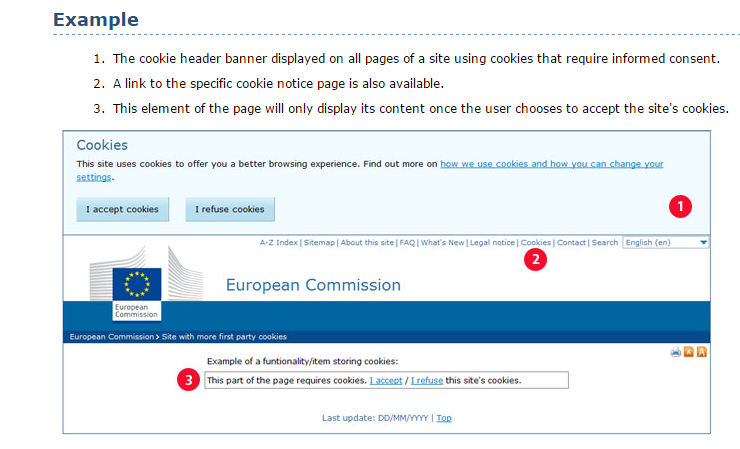 Example
1. The cookie header banner displayed on all pages of a site using cookies that require informed consent.
2. A link to the specific cookie notice page is also available.
3. This element of the page will only display its content once the user chooses to accept the site's cookies.
Cookies
This site uses cookies to offer you a better browsing experience. Find out more on how we use cookies and how you can change your
settings.
I accept cookies I refuse cookies
1
A-Z Index | Sitemap | About this site | FAQ | What's New | Legal notice | Cookies | Contact | Search English (en)
2
European Commission
European
Commission
European Commission > Site with more first party cookies
A A
Example of a funtionality/item storing cookies:
3 This part of the page requires cookies. I accept / I refuse this site's cookies.
Last update: DD/MM/YYYY | Top